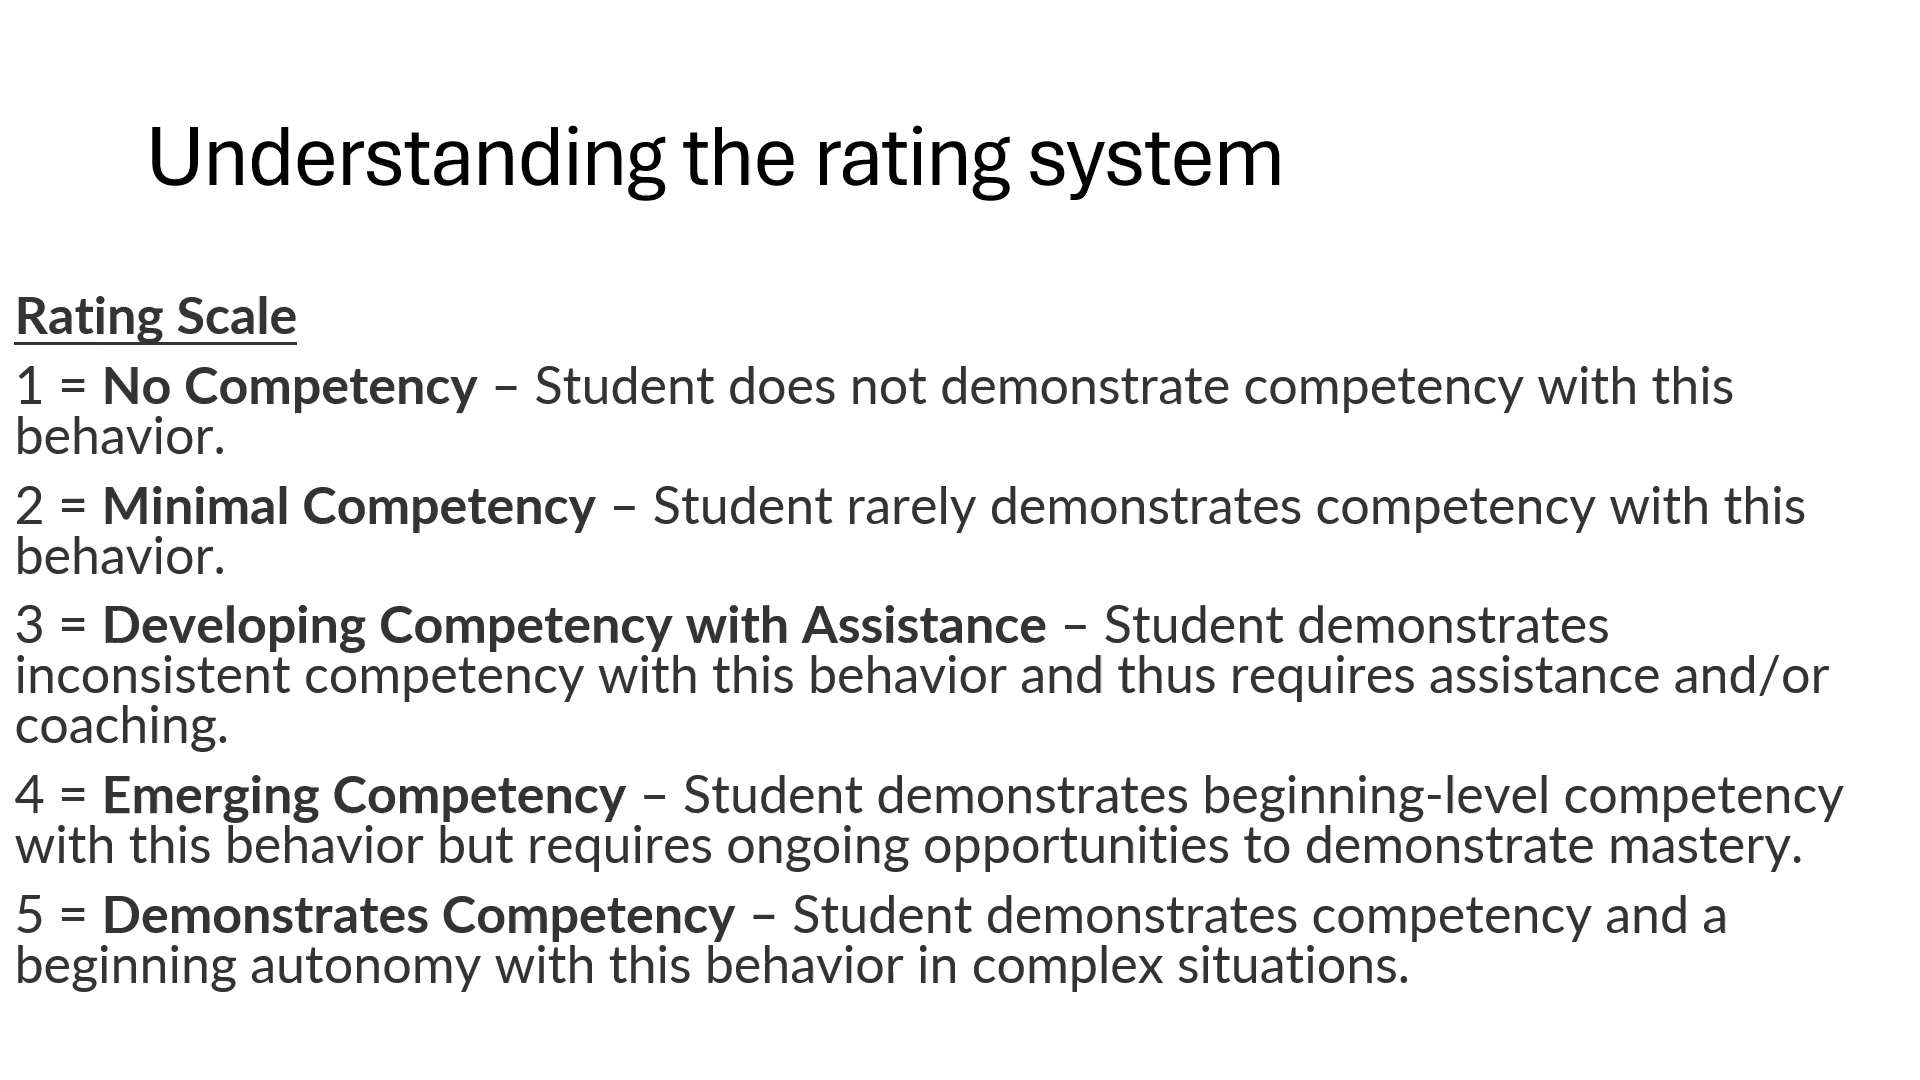 Understanding the rating system
Rating Scale
1 = No Competency – Student does not demonstrate competency with this
behavior.
2 = Minimal Competency – Student rarely demonstrates competency with this
behavior.
3 = Developing Competency with Assistance – Student demonstrates
inconsistent competency with this behavior and thus requires assistance and/or
coaching.
4 = Emerging Competency – Student demonstrates beginning-level competency
with this behavior but requires ongoing opportunities to demonstrate mastery.
5 = Demonstrates Competency – Student demonstrates competency and a
beginning autonomy with this behavior in complex situations.